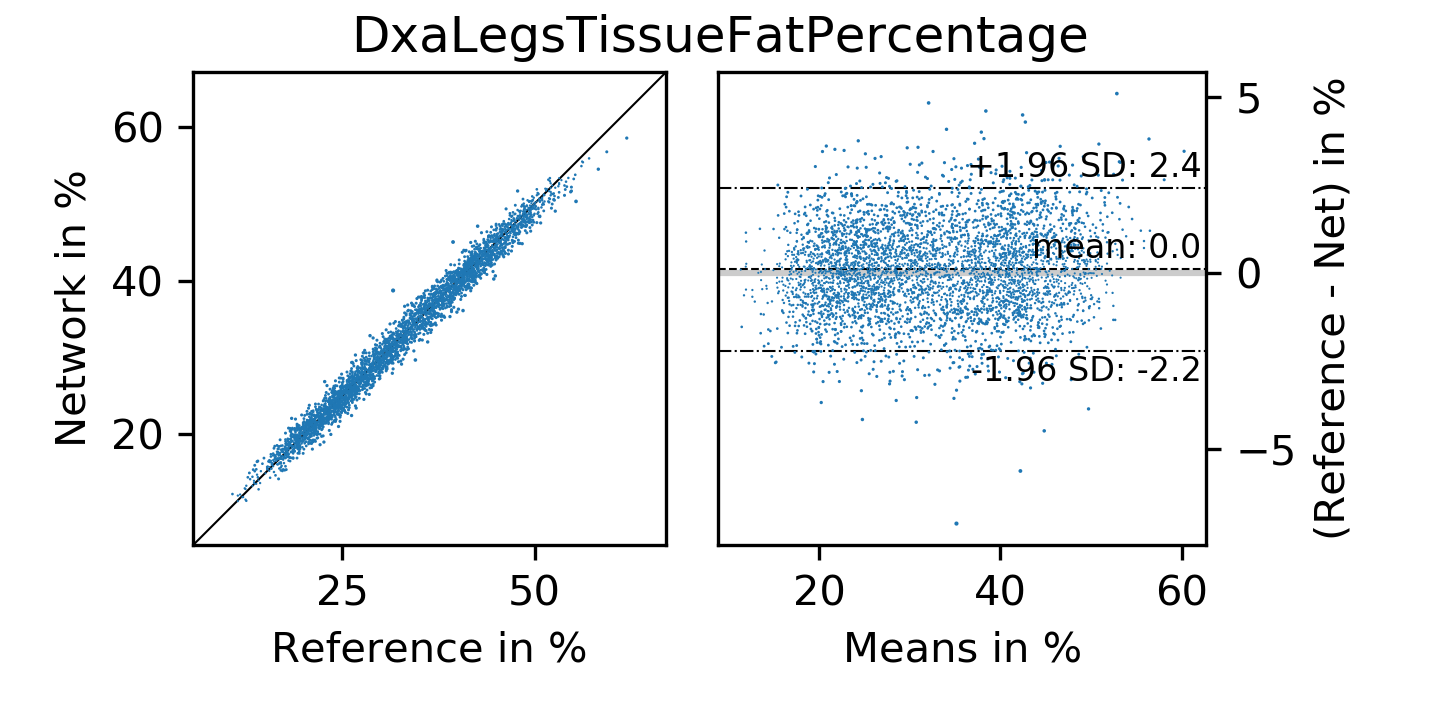 DxaLegsTissueFatPercentage
Network in %
60
40
20
25
50
Reference in %
+1.96 SD: 2.4
mean: 0.0
-1.96 SD: -2.2
5
0
−5
(Reference - Net) in %
20
40
60
Means in %